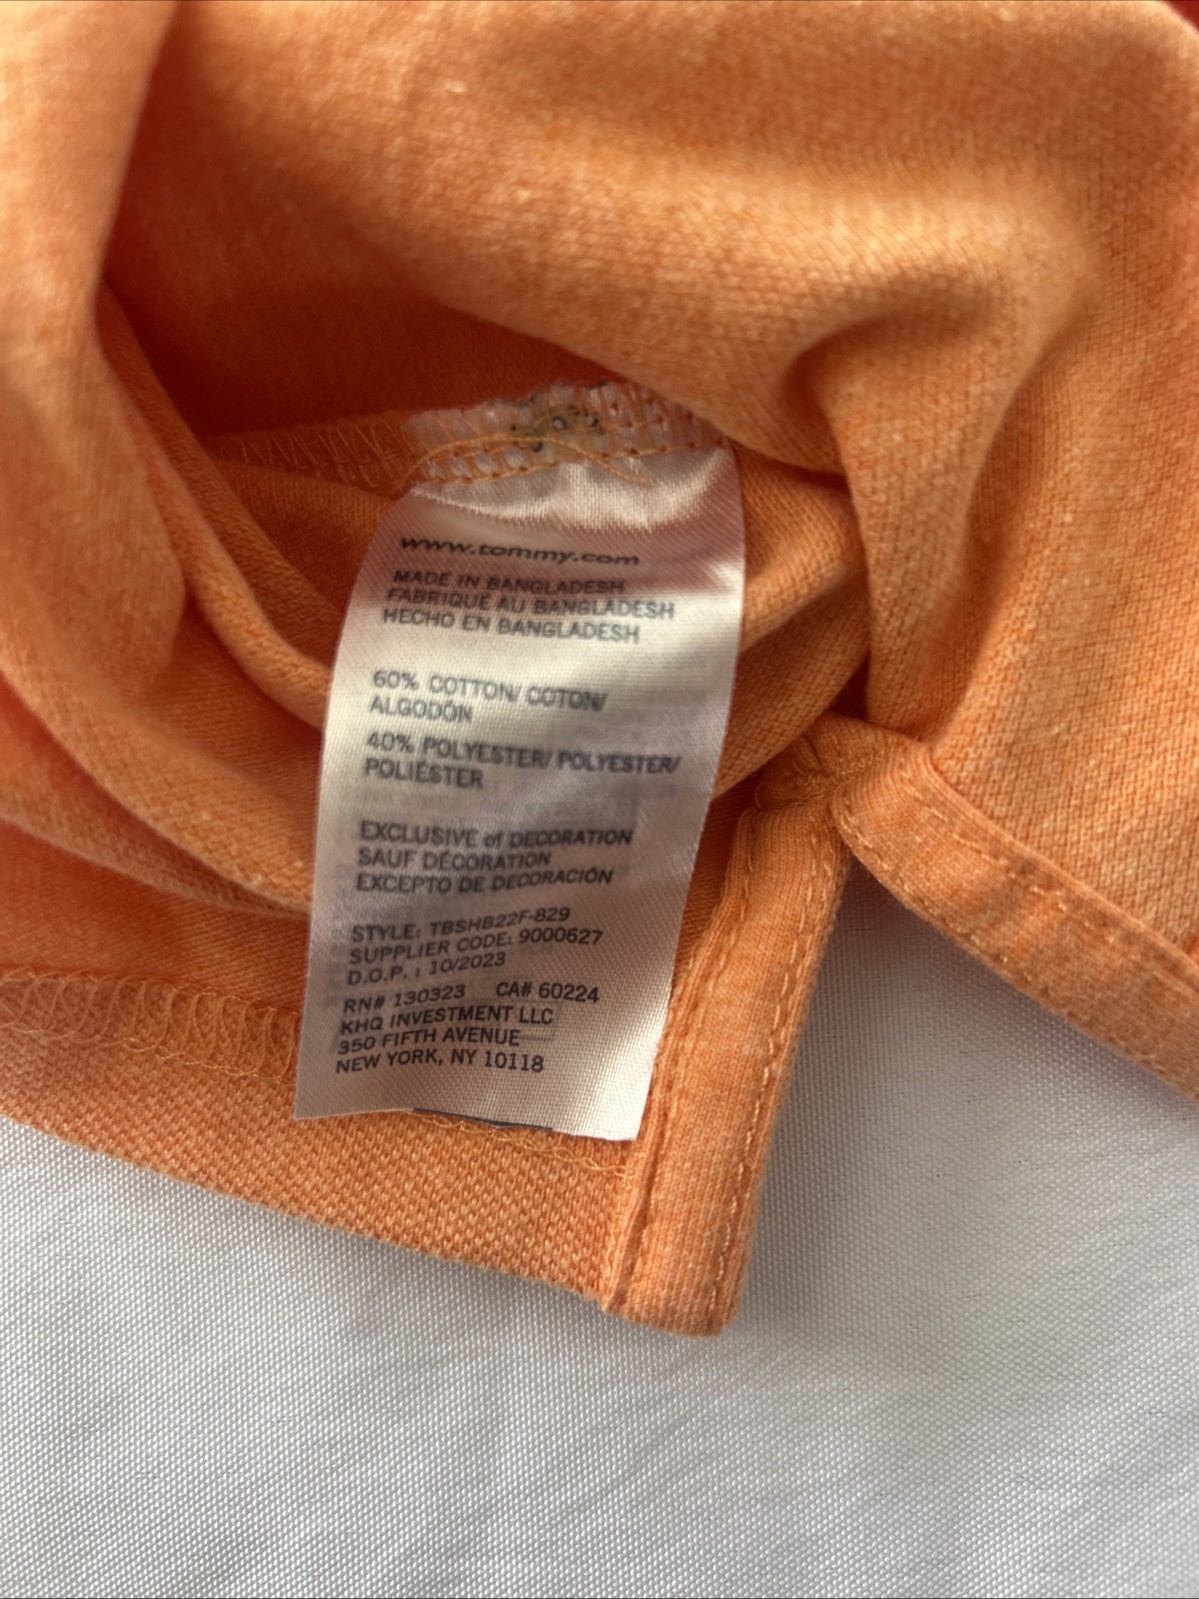 www.tommy.com
MADE IN BANGLADESH
FABRIQUÉ AU BANGLADESH
HECHO EN BANGLADESH
60% COTTON/ COTON/
ALGODÓN
40% POLYESTER/ POLYESTER/
POLIÉSTER
EXCLUSIVE of DECORATION
SAUF DÉCORATION
EXCEPTO DE DECORACIÓN
STYLE: TBSHB22F-829
SUPPLIER CODE: 9000627
D.O.P. : 10/2023
RN# 130323 CA# 60224
KHQ INVESTMENT LLC
350 FIFTH AVENUE
NEW YORK, NY 10118